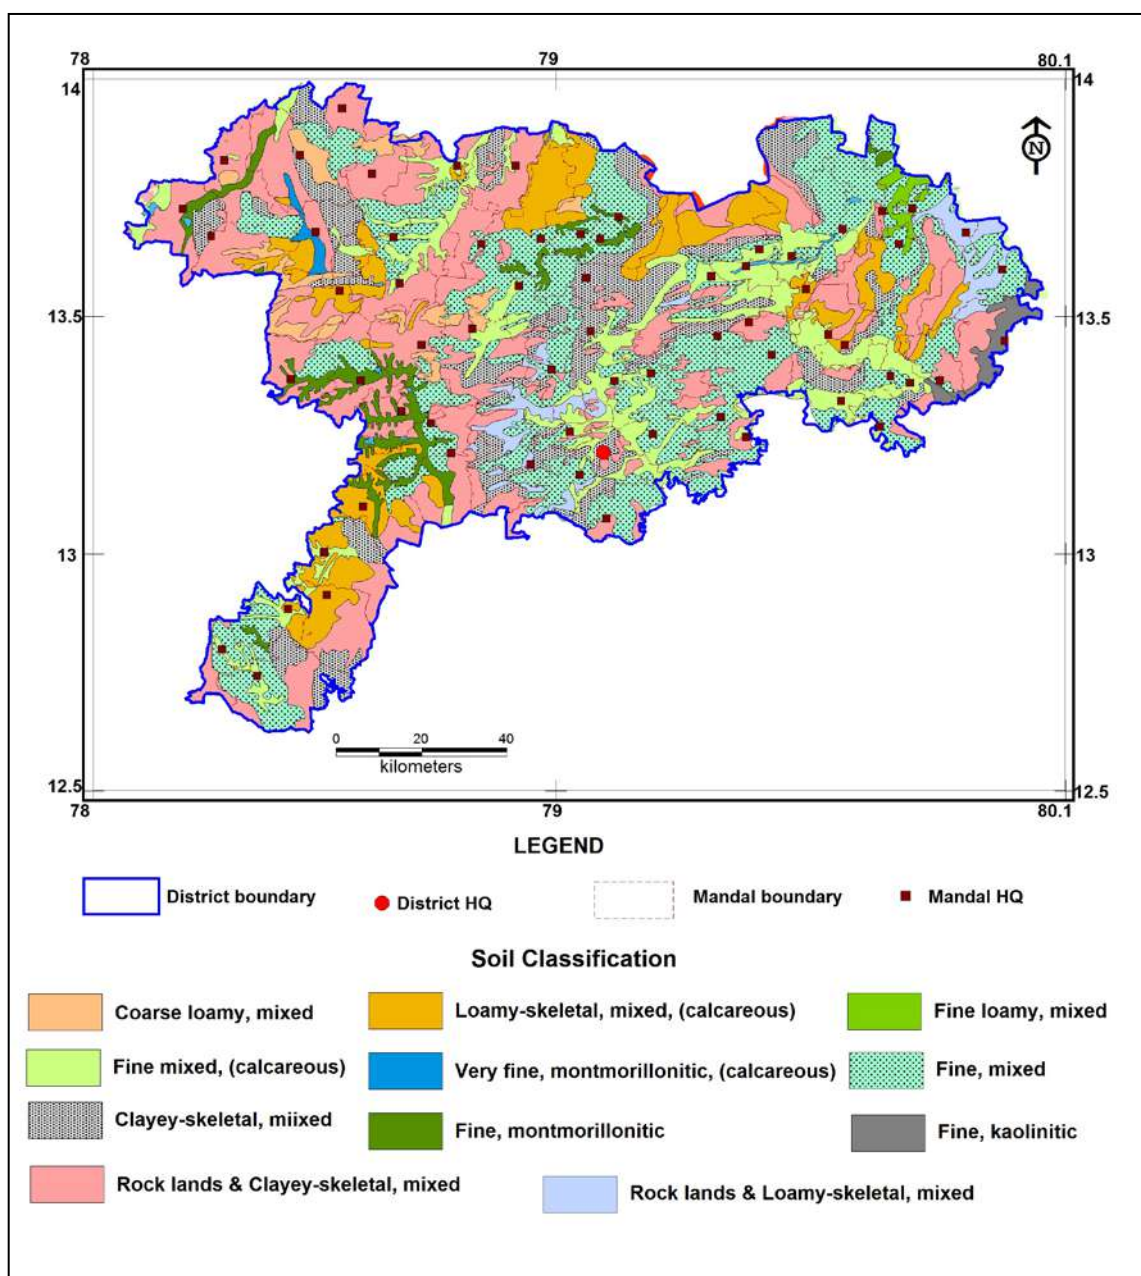 78 79 80.1
14 14
N
13.5 13.5
13 13
0 20 40
kilometers
12.5 12.5
78 79 80.1
LEGEND
District boundary District HQ Mandal boundary Mandal HQ
Soil Classification
Coarse loamy, mixed Loamy-skeletal, mixed, (calcareous) Fine loamy, mixed
Fine mixed, (calcareous) Very fine, montmorillonitic, (calcareous) Fine, mixed
Clayey-skeletal, miixed Fine, montmorillonitic Fine, kaolinitic
Rock lands & Clayey-skeletal, mixed Rock lands & Loamy-skeletal, mixed